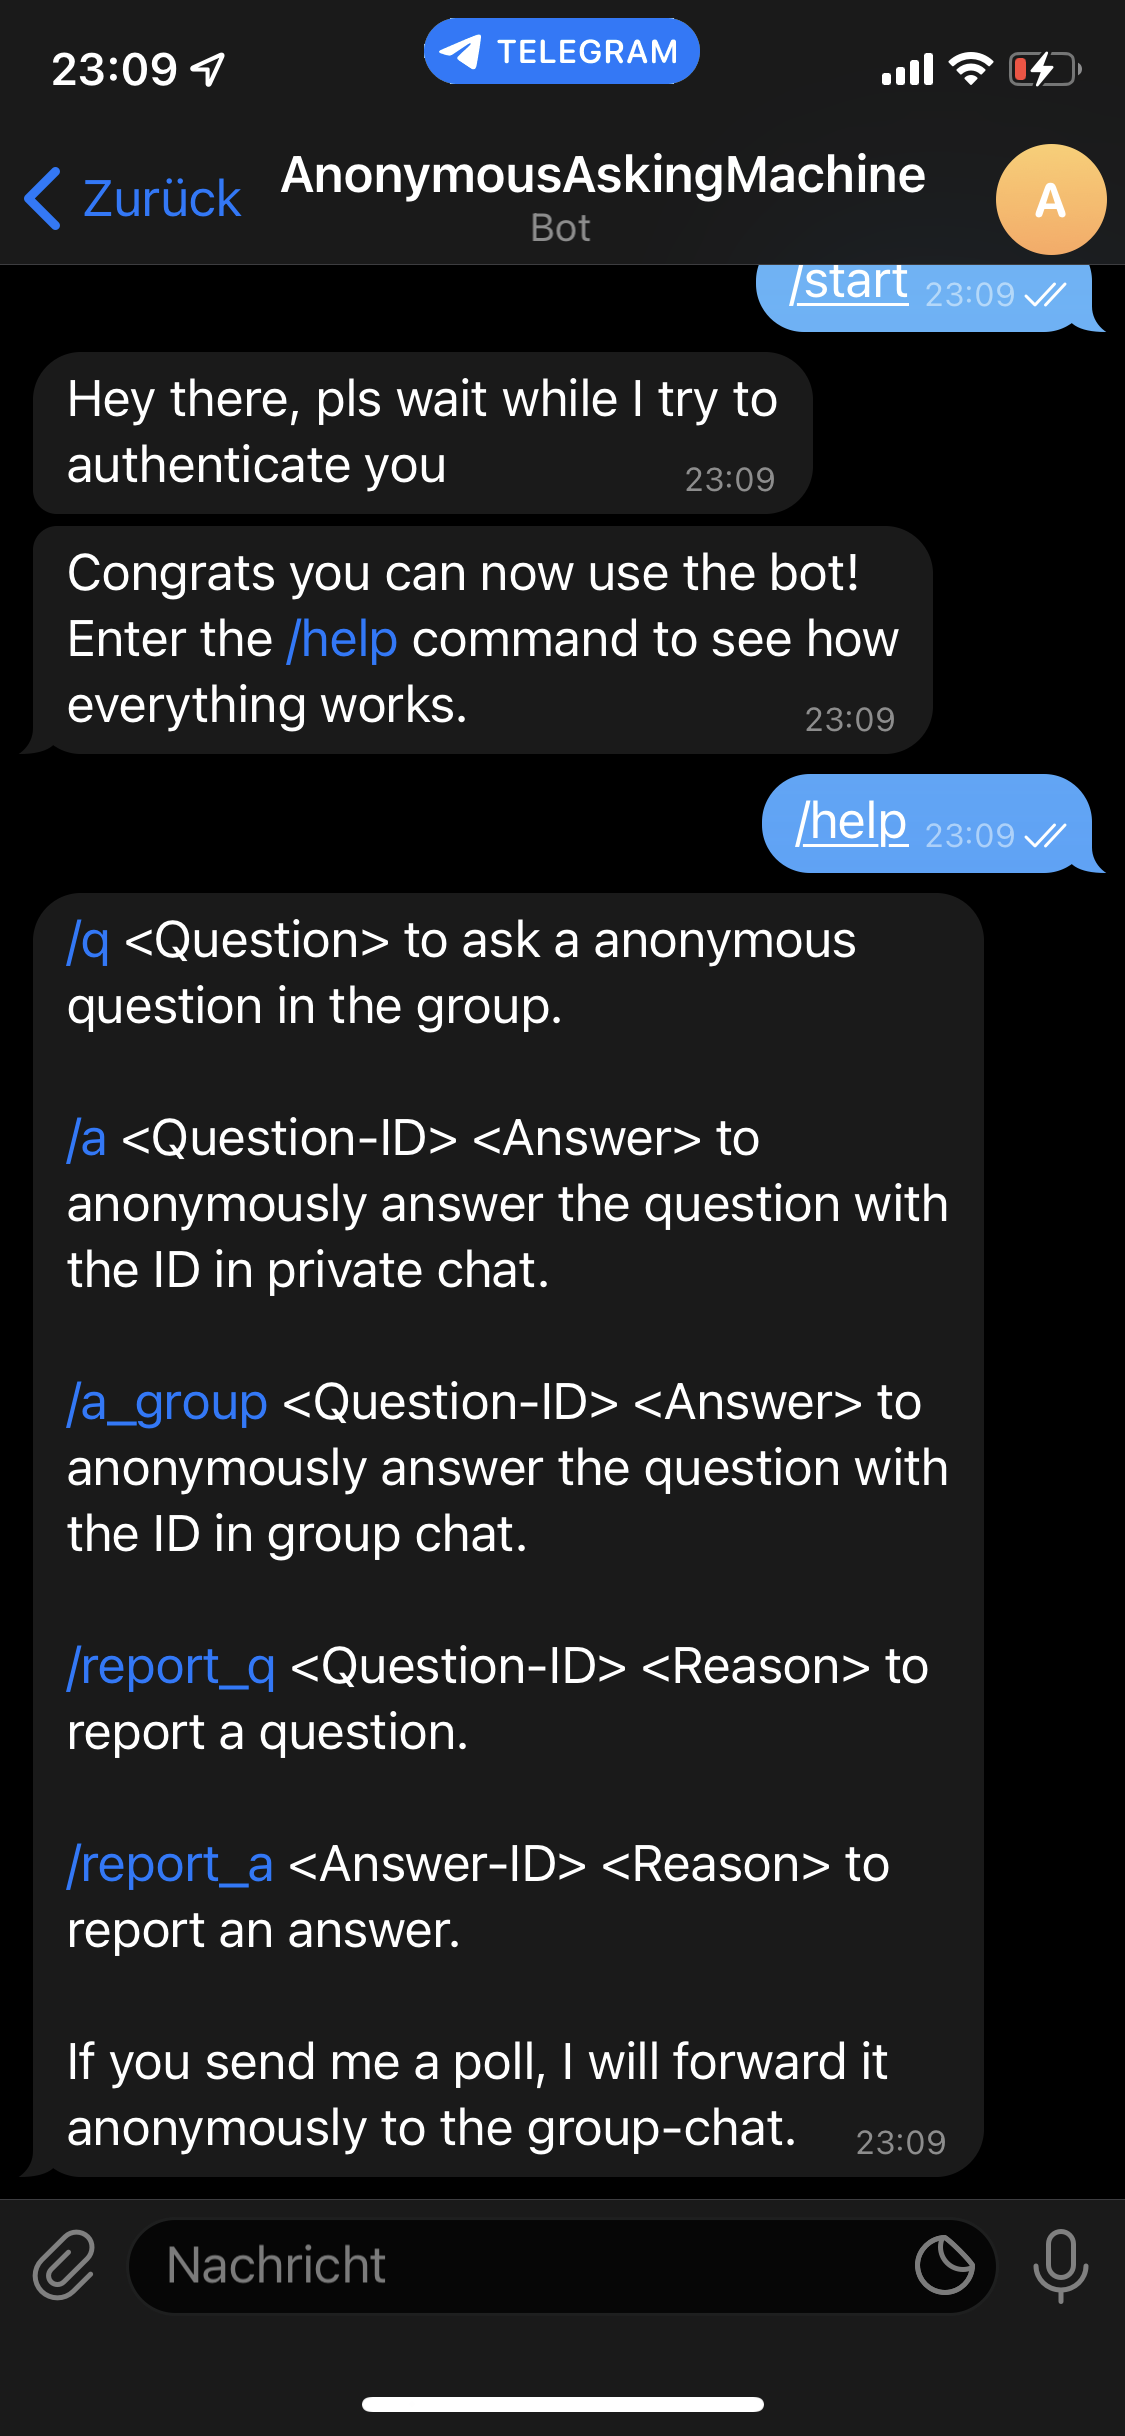 23:09
TELEGRAM
Zurück
AnonymousAskingMachine
Bot
A
/start 23:09
Hey there, pls wait while I try to
authenticate you 23:09
Congrats you can now use the bot!
Enter the /help command to see how
everything works. 23:09
/help 23:09
/q <Question> to ask a anonymous
question in the group.
/a <Question-ID> <Answer> to
anonymously answer the question with
the ID in private chat.
/a_group <Question-ID> <Answer> to
anonymously answer the question with
the ID in group chat.
/report_q <Question-ID> <Reason> to
report a question.
/report_a <Answer-ID> <Reason> to
report an answer.
If you send me a poll, I will forward it
anonymously to the group-chat. 23:09
Nachricht